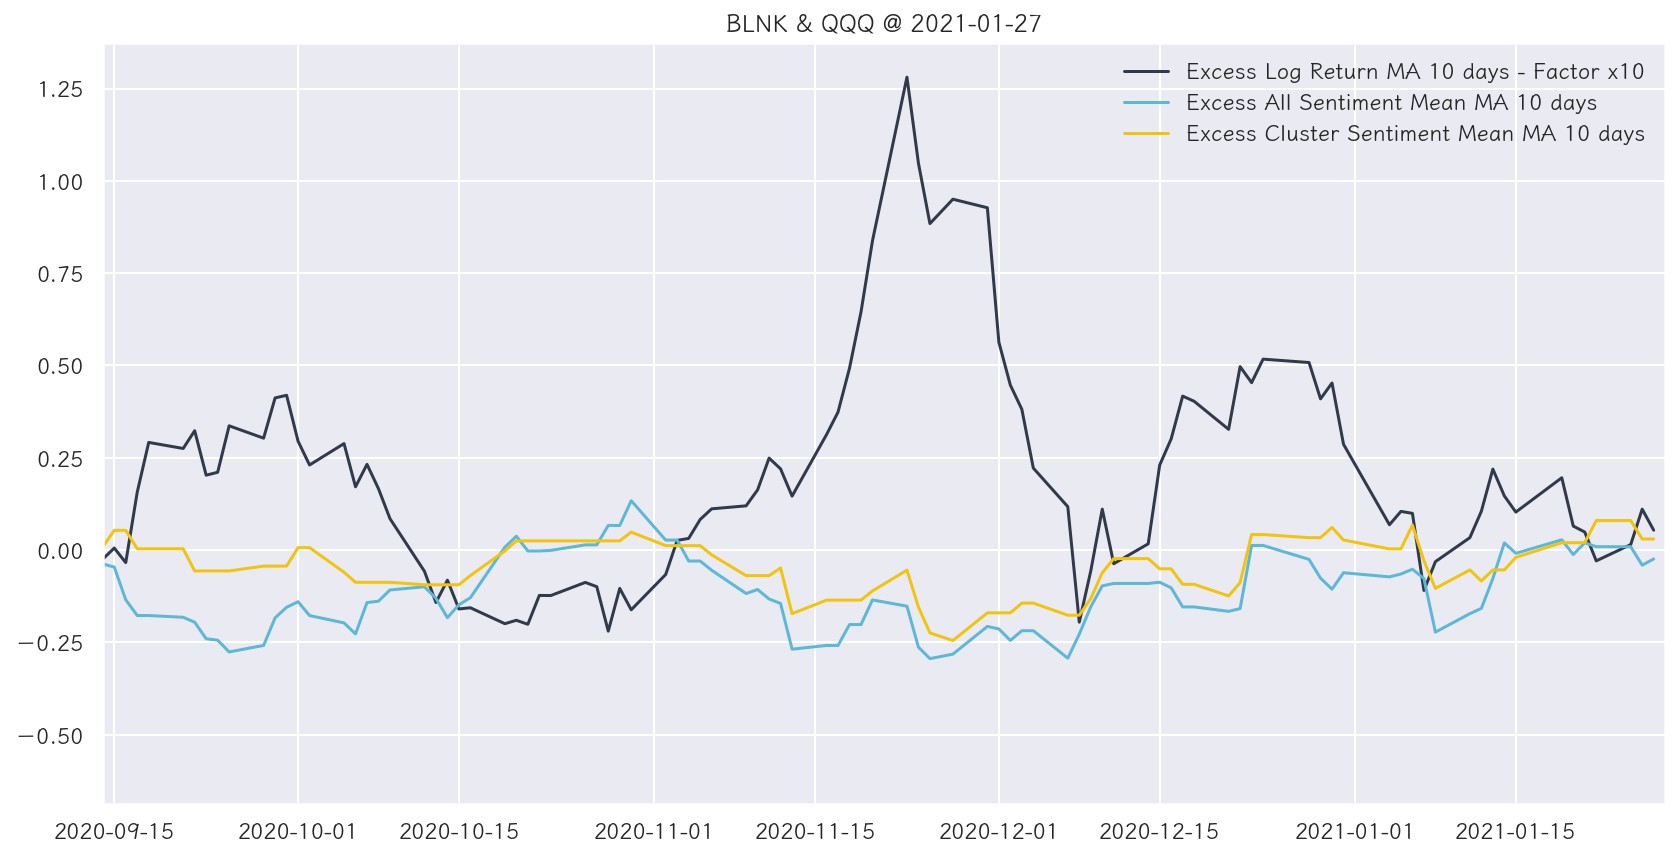 BLNK & QQQ @ 2021-01-27
Excess Log Return MA 10 days - Factor x10
Excess All Sentiment Mean MA 10 days
Excess Cluster Sentiment Mean MA 10 days
1.25
1.00
0.75
0.50
0.25
0.00
−0.25
−0.50
2020-09-15 2020-10-01 2020-10-15 2020-11-01 2020-11-15 2020-12-01 2020-12-15 2021-01-01 2021-01-15